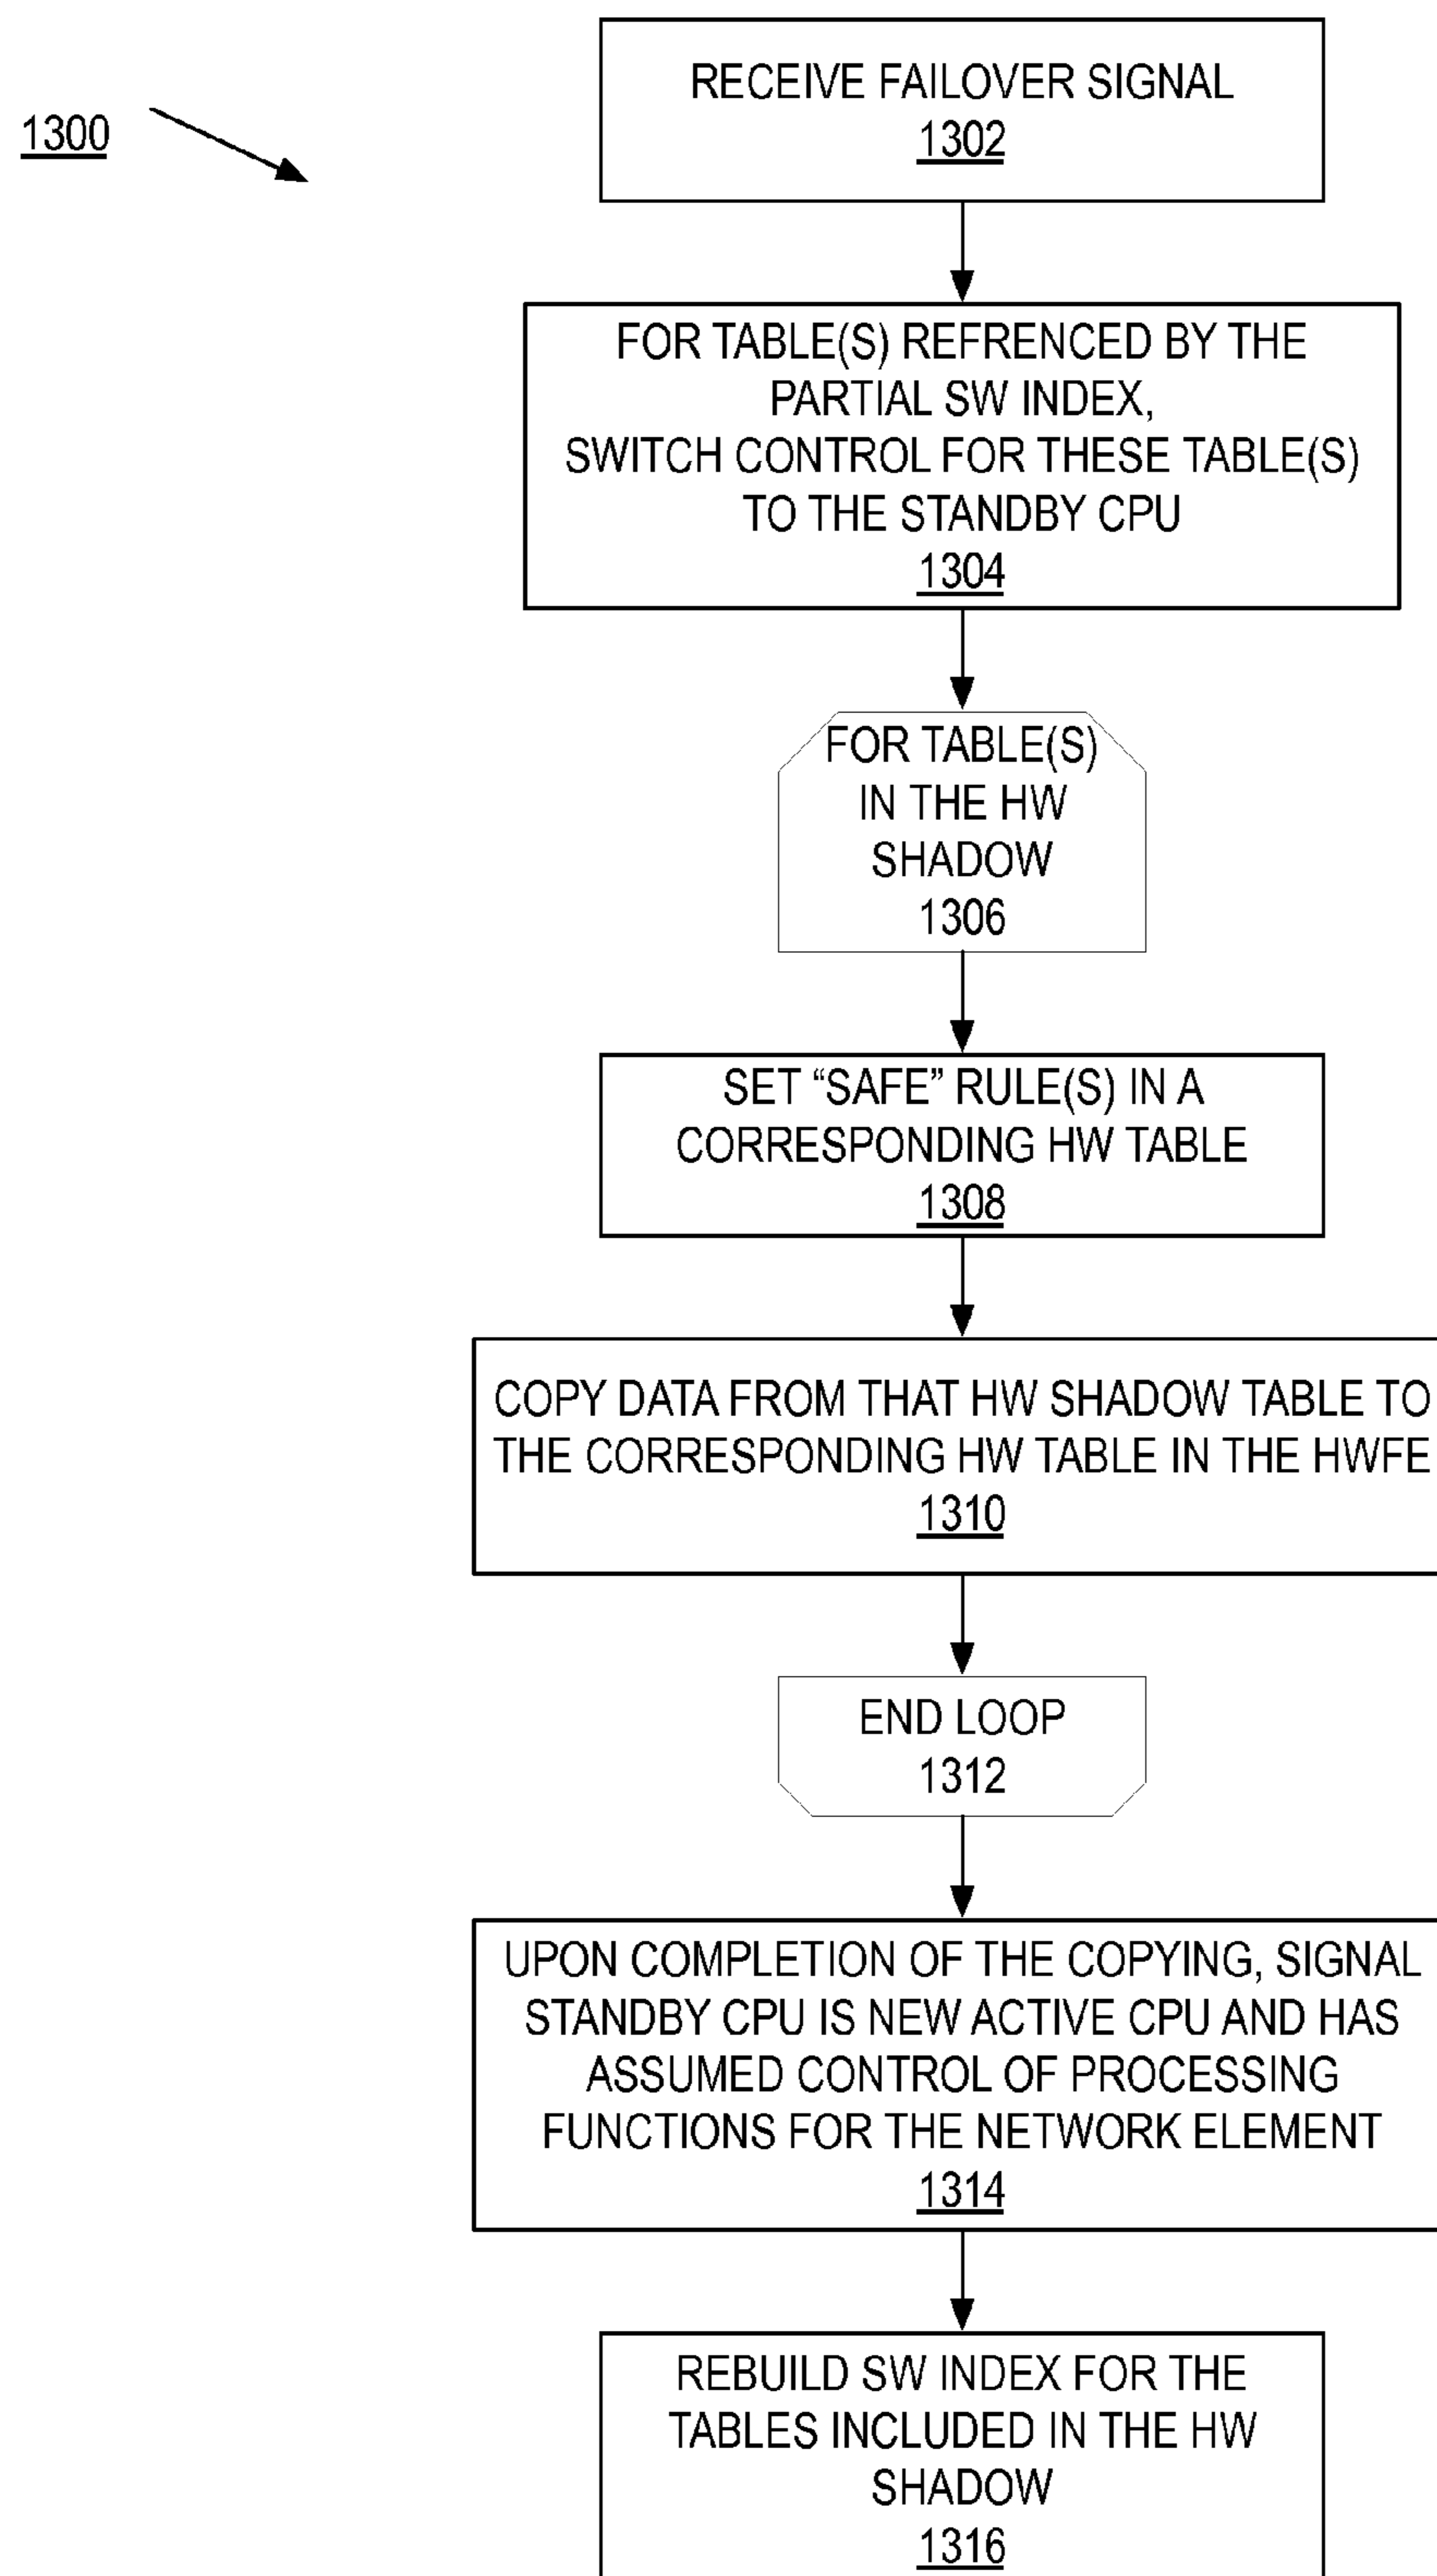 1300
RECEIVE FAILOVER SIGNAL
1302
FOR TABLE(S) REFRENCED BY THE
PARTIAL SW INDEX,
SWITCH CONTROL FOR THESE TABLE(S)
TO THE STANDBY CPU
1304
FOR TABLE(S)
IN THE HW
SHADOW
1306
SET “SAFE” RULE(S) IN A
CORRESPONDING HW TABLE
1308
COPY DATA FROM THAT HW SHADOW TABLE TO
THE CORRESPONDING HW TABLE IN THE HWFE
1310
END LOOP
1312
UPON COMPLETION OF THE COPYING, SIGNAL
STANDBY CPU IS NEW ACTIVE CPU AND HAS
ASSUMED CONTROL OF PROCESSING
FUNCTIONS FOR THE NETWORK ELEMENT
1314
REBUILD SW INDEX FOR THE
TABLES INCLUDED IN THE HW
SHADOW
1316